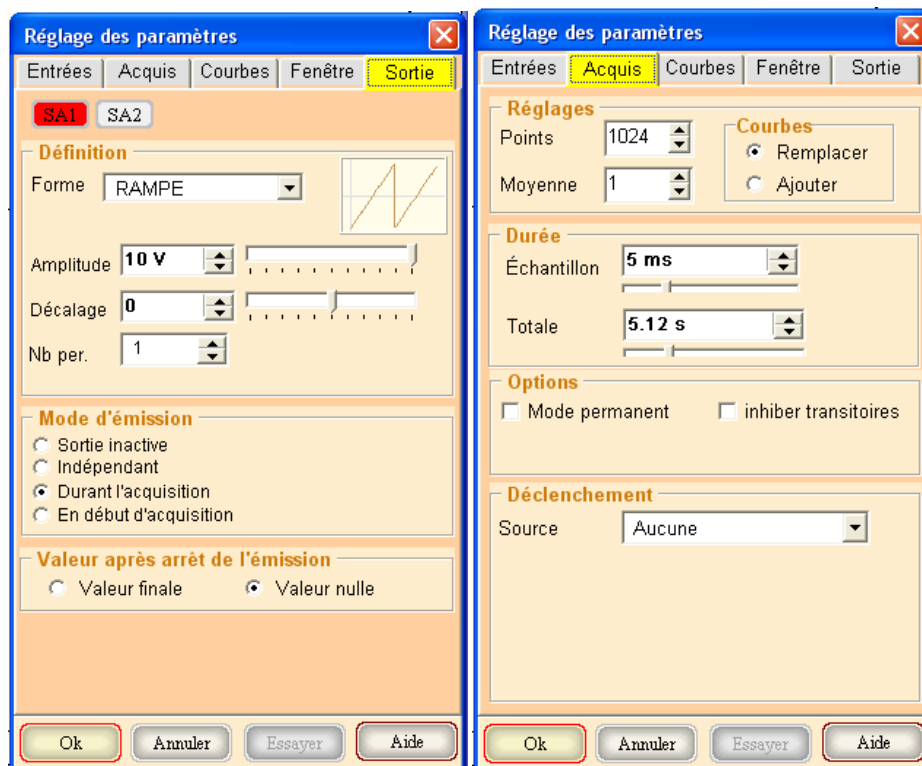 Réglage des paramètres
Entrées Acquis Courbes Fenêtre Sortie
SA1 SA2
Définition
Forme RAMPE
Amplitude 10 V
Décalage 0
Nb per. 1
Mode d'émission
Sortie inactive
Indépendant
Durant l'acquisition
En début d'acquisition
Valeur après arrêt de l'émission
Valeur finale Valeur nulle
Ok Annuler Essayer Aide
Réglage des paramètres
Entrées Acquis Courbes Fenêtre Sortie
Réglages
Points 1024
Moyenne 1
Courbes
Remplacer
Ajouter
Durée
Échantillon 5 ms
Totale 5.12 s
Options
Mode permanent inhiber transitoires
Déclenchement
Source Aucune
Ok Annuler Essayer Aide